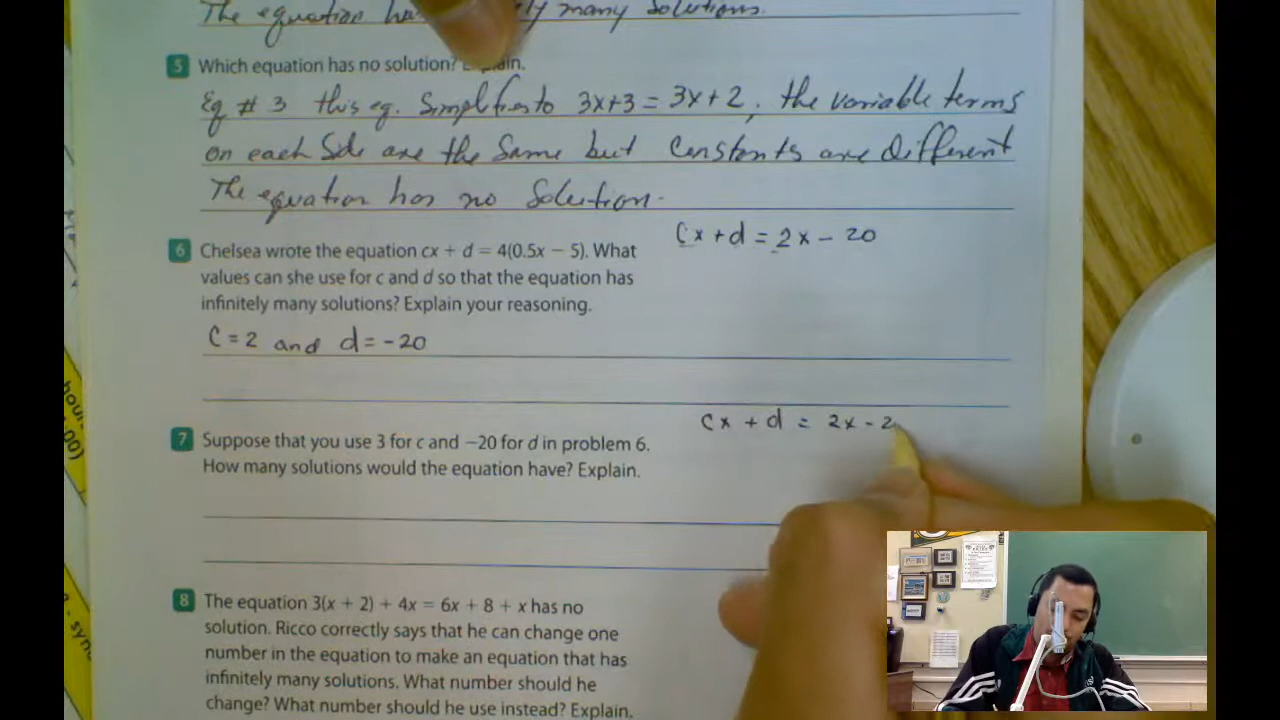 The equation has many solutions.
5 Which equation has no solution?
Eq # 3 this eq. Simplifies to 3x+3 = 3x+2, the variable terms
on each Side are the Same but Constants are different
The equation has no Solution.
Cx+d = 2x - 20
6 Chelsea wrote the equation cx + d = 4(0.5x − 5). What
values can she use for c and d so that the equation has
infinitely many solutions? Explain your reasoning.
C = 2 and d = -20
Cx + d = 2x - 2
7 Suppose that you use 3 for c and −20 for d in problem 6.
How many solutions would the equation have? Explain.
8 The equation 3(x + 2) + 4x = 6x + 8 + x has no
solution. Ricco correctly says that he can change one
number in the equation to make an equation that has
infinitely many solutions. What number should he
change? What number should he use instead? Explain.